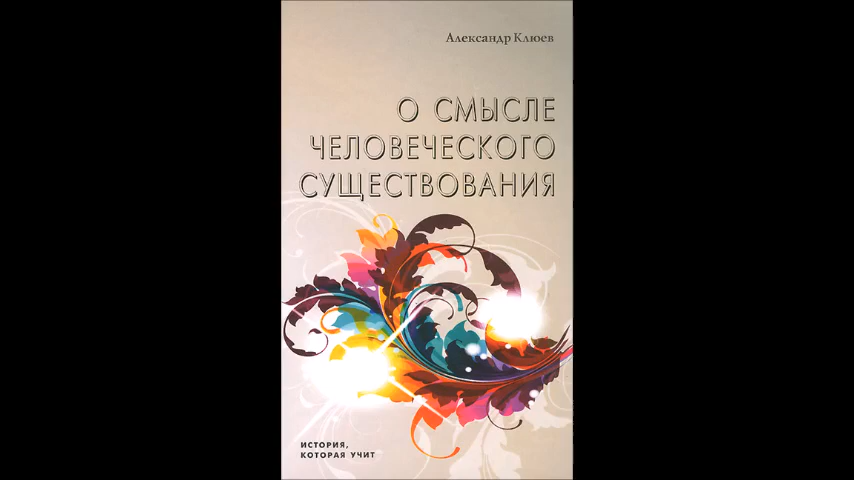 Александр Клюев
О СМЫСЛЕ
ЧЕЛОВЕЧЕСКОГО
СУЩЕСТВОВАНИЯ
ИСТОРИЯ,
КОТОРАЯ УЧИТ